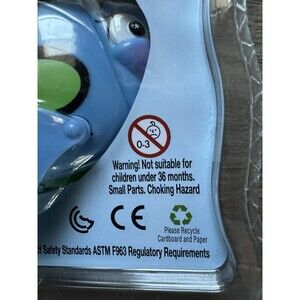 0-3
Warning! Not suitable for
children under 36 months.
Small Parts. Choking Hazard
CE
Please Recycle
Cardboard and Paper
Safety Standards ASTM F963 Regulatory Requirements